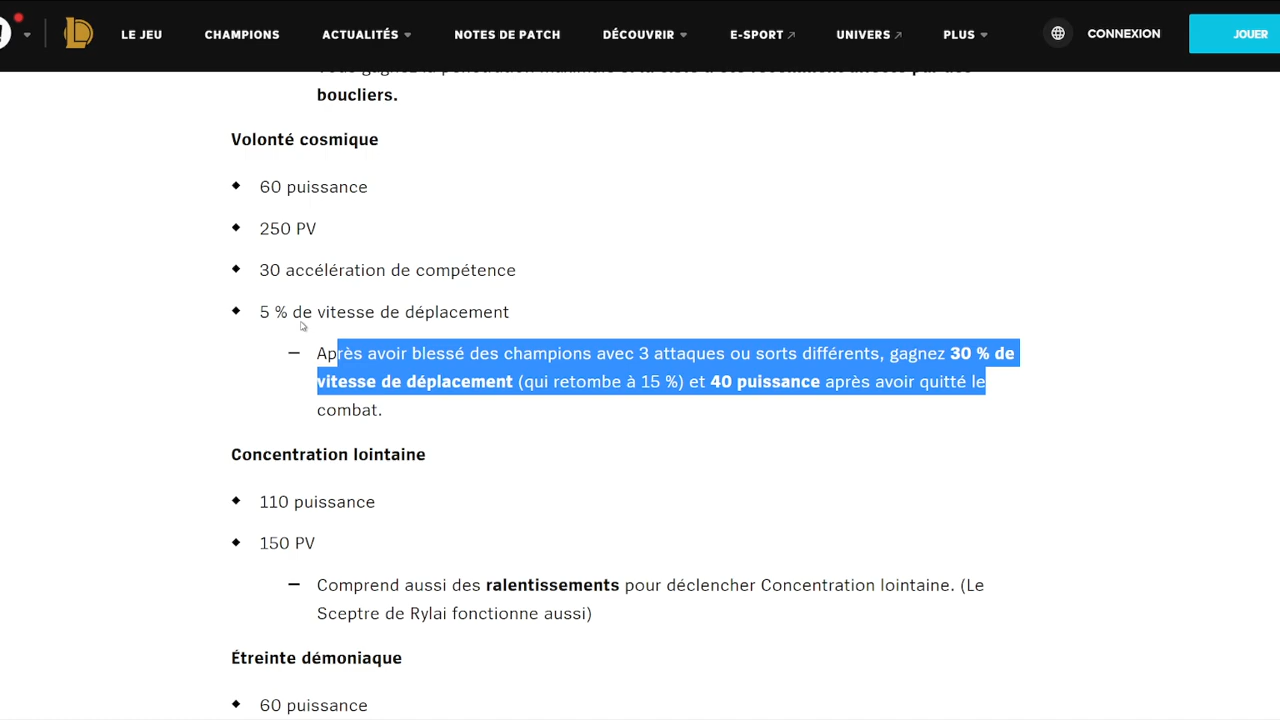 LE JEU CHAMPIONS ACTUALITÉS NOTES DE PATCH DÉCOUVRIR E-SPORT UNIVERS PLUS CONNEXION JOUER
boucliers.
Volonté cosmique
60 puissance
250 PV
30 accélération de compétence
5 % de vitesse de déplacement
Après avoir blessé des champions avec 3 attaques ou sorts différents, gagnez 30 % de
vitesse de déplacement (qui retombe à 15 %) et 40 puissance après avoir quitté le
combat.
Concentration lointaine
110 puissance
150 PV
Comprend aussi des ralentissements pour déclencher Concentration lointaine. (Le
Sceptre de Rylai fonctionne aussi)
Étreinte démoniaque
60 puissance